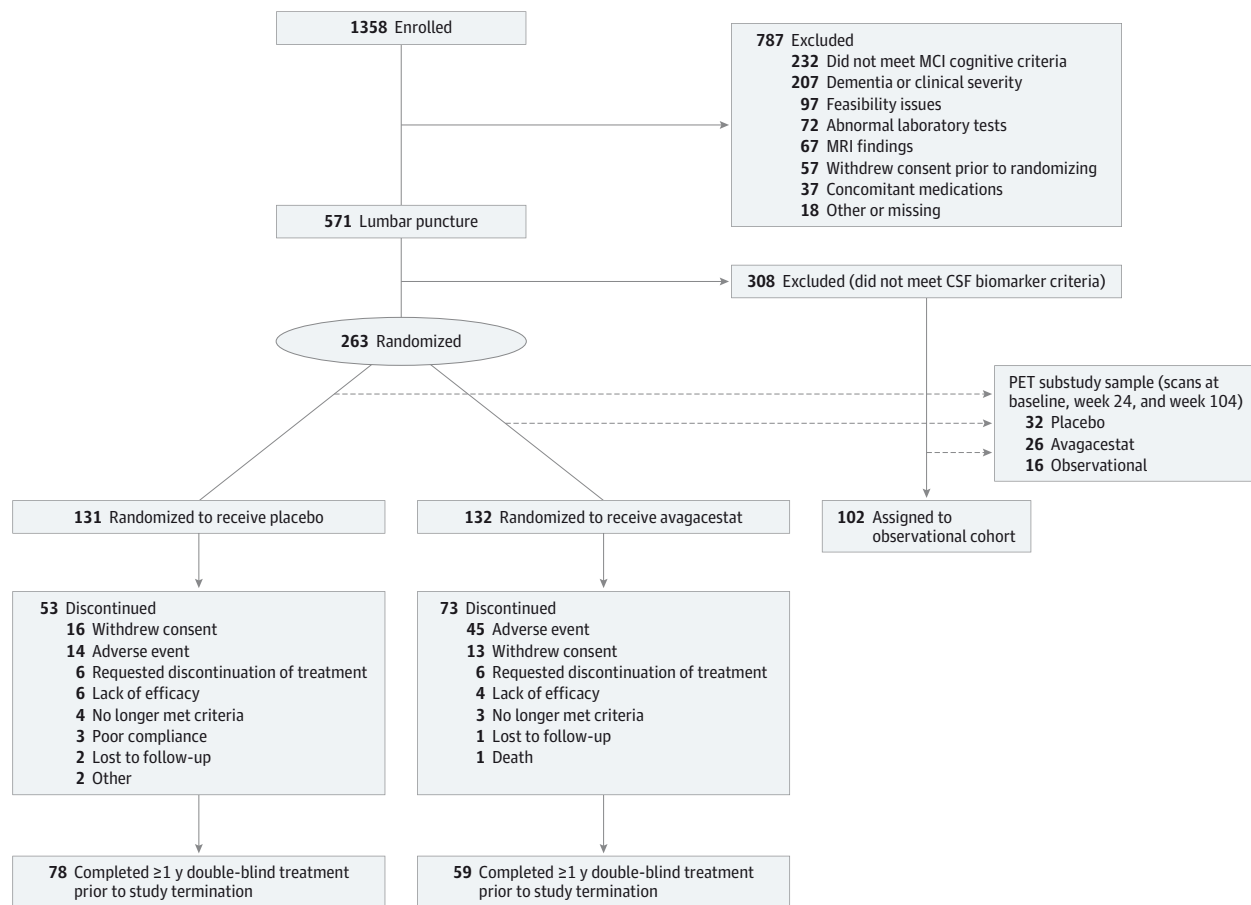 1358 Enrolled
787 Excluded
232 Did not meet MCI cognitive criteria
207 Dementia or clinical severity
97 Feasibility issues
72 Abnormal laboratory tests
67 MRI findings
57 Withdrew consent prior to randomizing
37 Concomitant medications
18 Other or missing
571 Lumbar puncture
308 Excluded (did not meet CSF biomarker criteria)
263 Randomized
PET substudy sample (scans at
baseline, week 24, and week 104)
32 Placebo
26 Avagacestat
16 Observational
131 Randomized to receive placebo
132 Randomized to receive avagacestat
102 Assigned to
observational cohort
53 Discontinued
16 Withdrew consent
14 Adverse event
6 Requested discontinuation of treatment
6 Lack of efficacy
4 No longer met criteria
3 Poor compliance
2 Lost to follow-up
2 Other
73 Discontinued
45 Adverse event
13 Withdrew consent
6 Requested discontinuation of treatment
4 Lack of efficacy
3 No longer met criteria
1 Lost to follow-up
1 Death
78 Completed ≥1 y double-blind treatment
prior to study termination
59 Completed ≥1 y double-blind treatment
prior to study termination